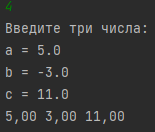 4
Введите три числа:
a = 5.0
b = -3.0
c = 11.0
5,00 3,00 11,00